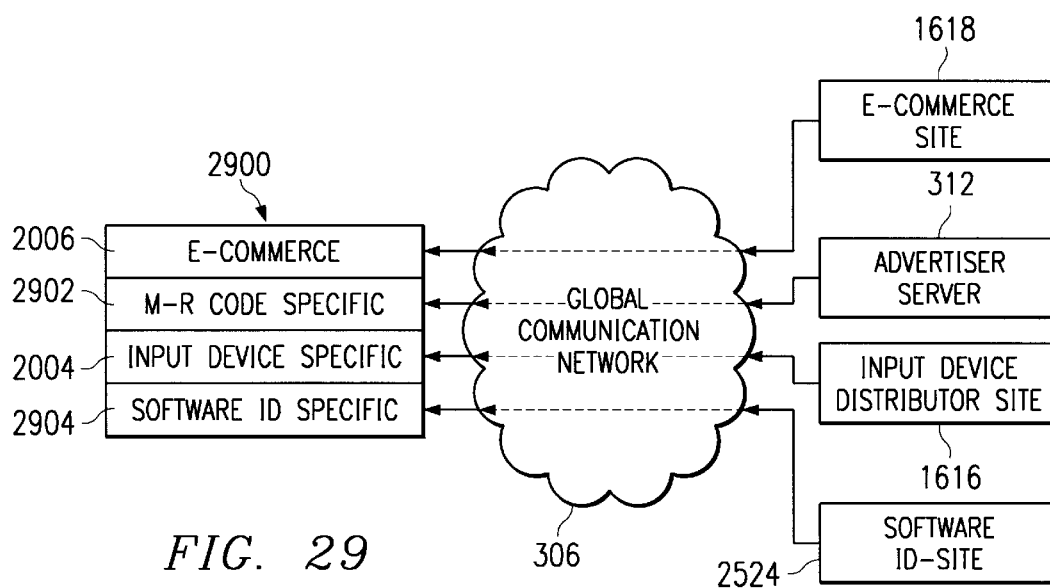 1618
E-COMMERCE
SITE
2900
312
2006
E-COMMERCE
ADVERTISER
SERVER
2902
M-R CODE SPECIFIC
GLOBAL
COMMUNICATION
NETWORK
2004
INPUT DEVICE SPECIFIC
INPUT DEVICE
DISTRIBUTOR SITE
2904
SOFTWARE ID SPECIFIC
1616
SOFTWARE
ID-SITE
FIG. 29
306
2524